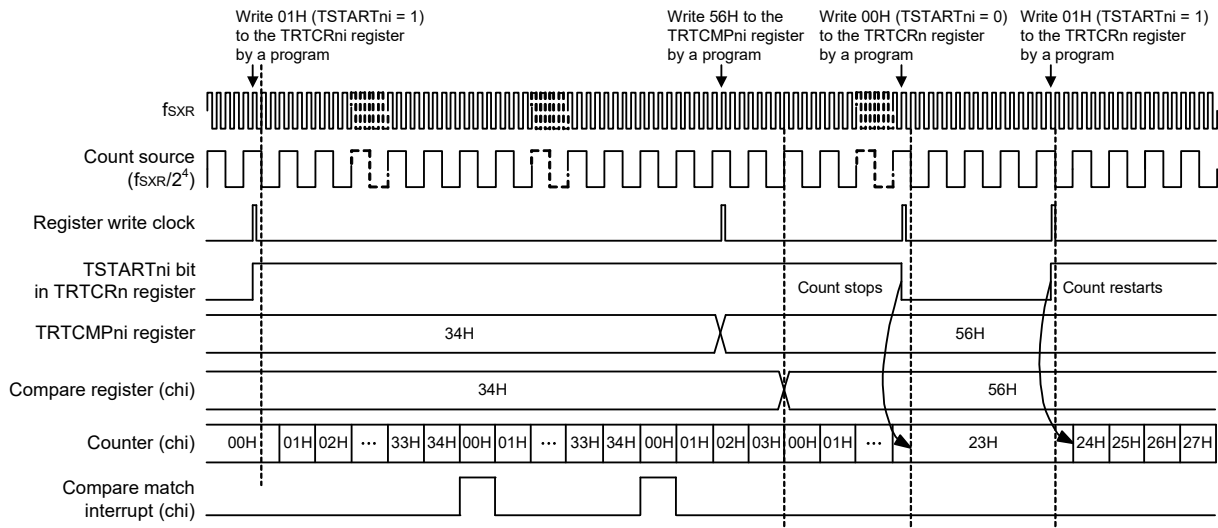 Write 01H (TSTARTni = 1)
to the TRTCRni register
by a program
Write 56H to the
TRTCMPni register
by a program
Write 00H (TSTARTni = 0)
to the TRTCRn register
by a program
Write 01H (TSTARTni = 1)
to the TRTCRn register
by a program
fSXR
Count source
(fSXR/2⁴)
Register write clock
TSTARTni bit
in TRTCRn register
Count stops
Count restarts
TRTCMPni register
34H
56H
Compare register (chi)
34H
56H
Counter (chi)
00H 01H 02H ... 33H 34H 00H 01H ... 33H 34H 00H 01H 02H 03H 00H 01H ... 23H 24H 25H 26H 27H
Compare match
interrupt (chi)